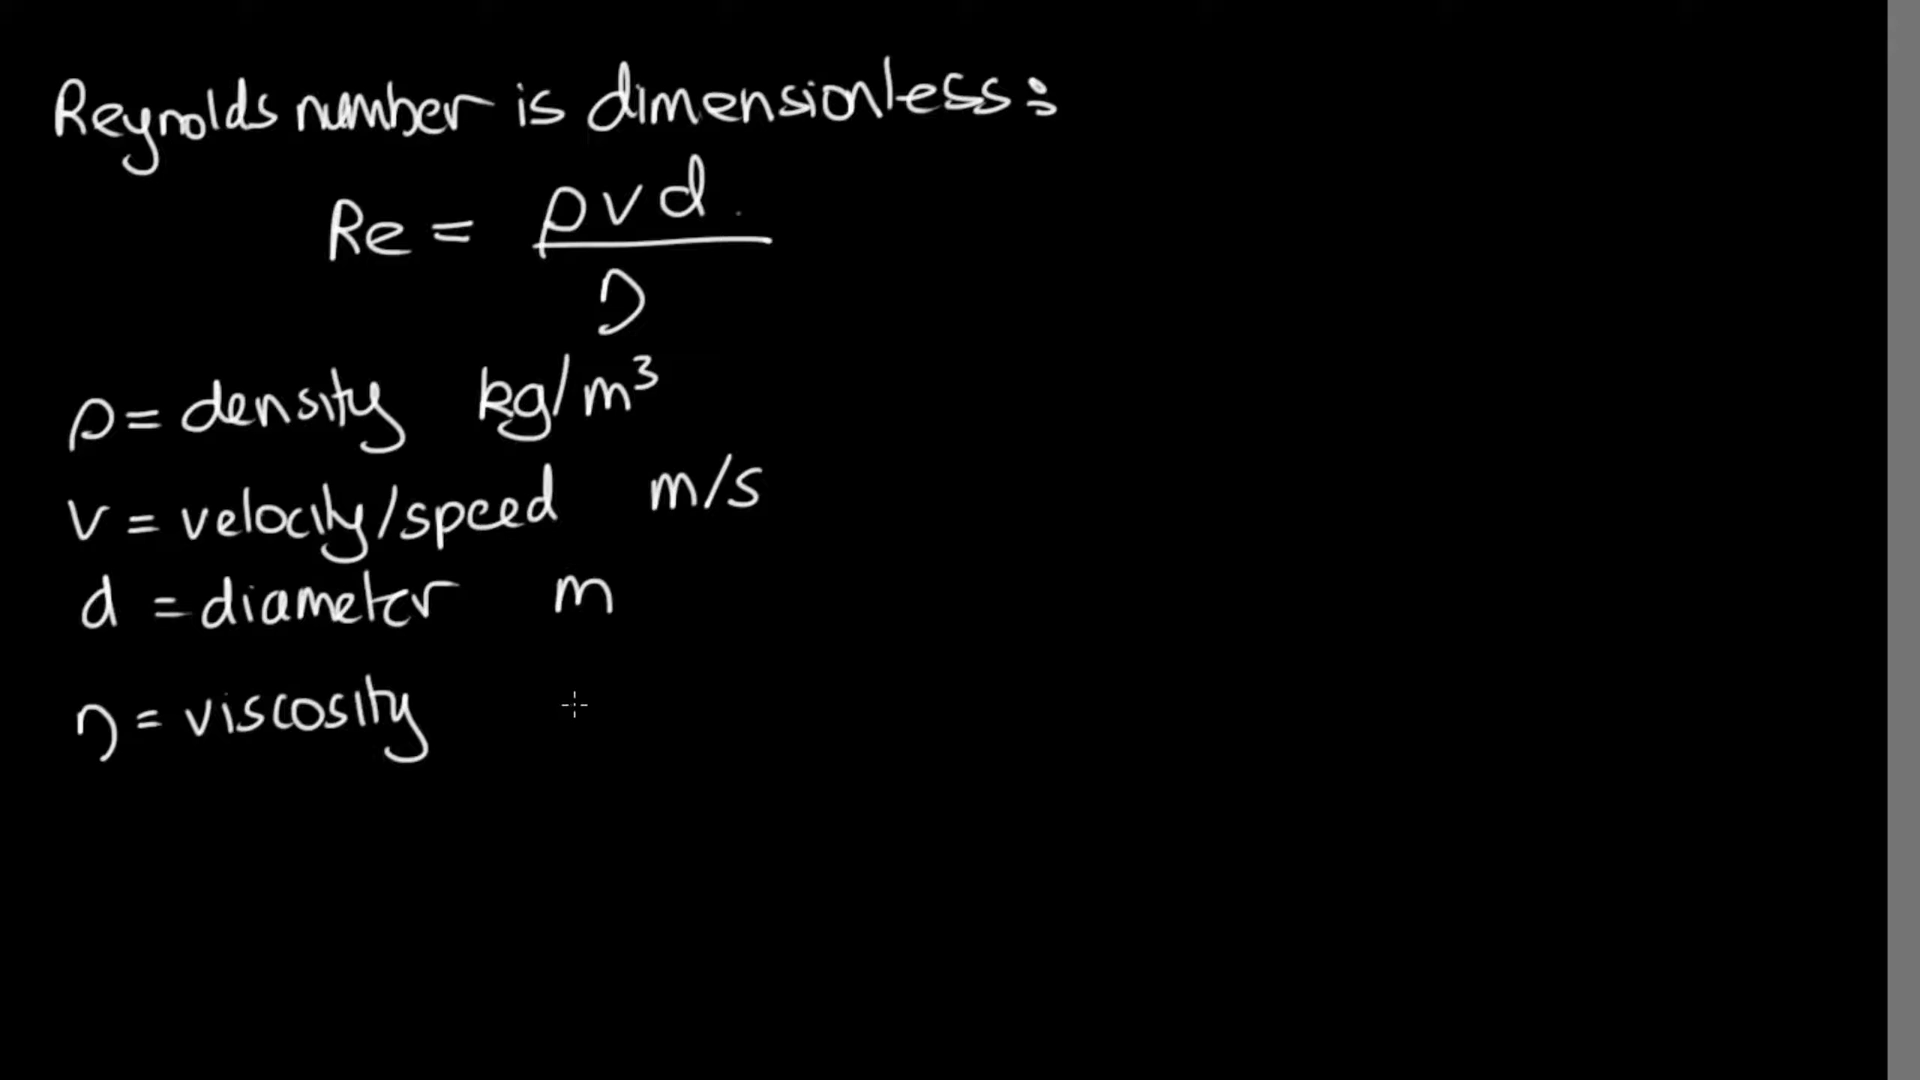 Reynolds number is dimensionless:
Re = ρvd
η
ρ = density kg/m³
v = velocity/speed m/s
d = diameter m
η = viscosity